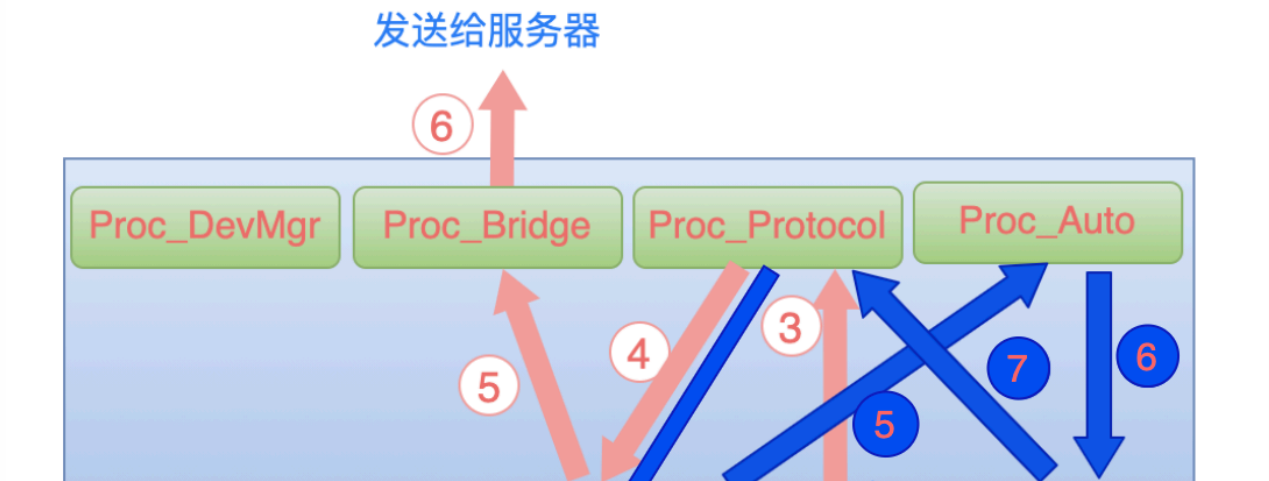 发送给服务器
⑥
Proc_DevMgr
Proc_Bridge
Proc_Protocol
Proc_Auto
③
④
⑤
⑦
⑥
⑤